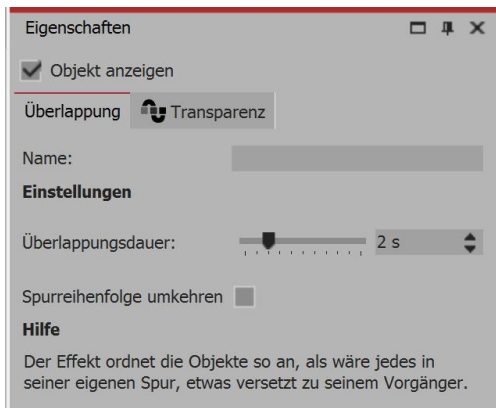 Eigenschaften
Objekt anzeigen
Überlappung Transparenz
Name:
Einstellungen
Überlappungsdauer: 2 s
Spurreihenfolge umkehren
Hilfe
Der Effekt ordnet die Objekte so an, als wäre jedes in
seiner eigenen Spur, etwas versetzt zu seinem Vorgänger.